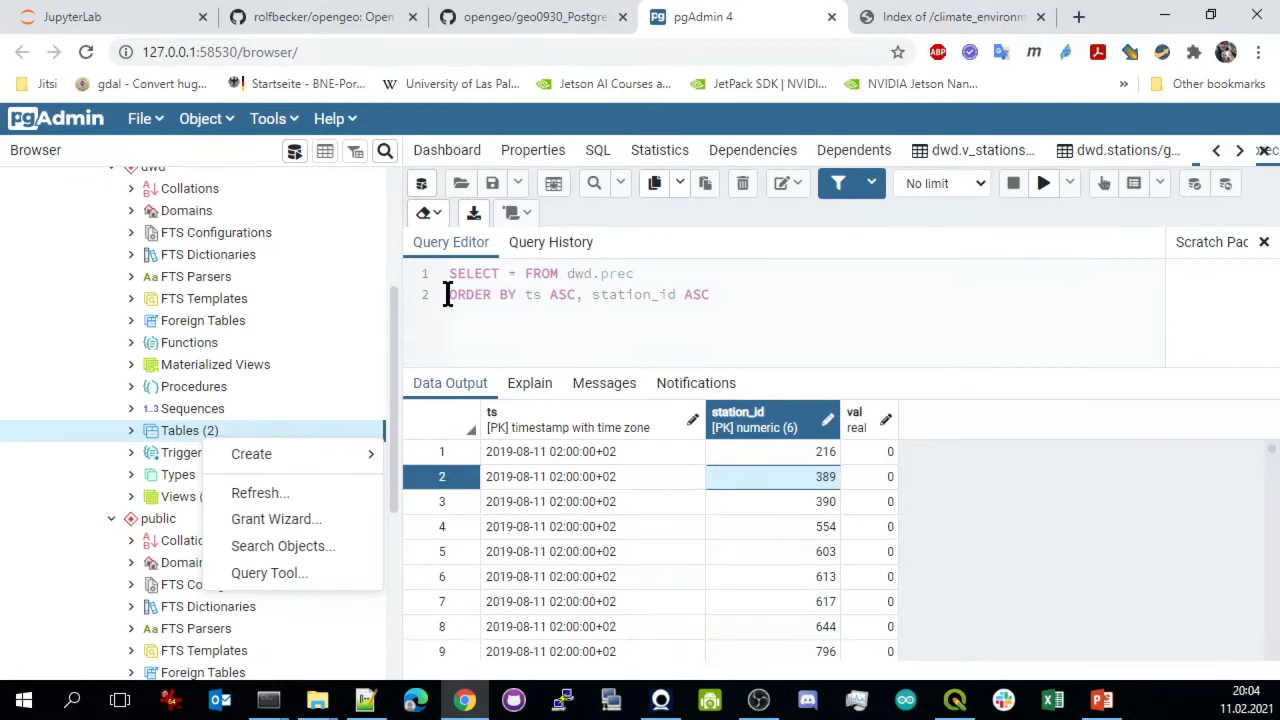 JupyterLab
rolfbecker/opengeo: Open
opengeo/geo0930_Postgre
pgAdmin 4
Index of /climate_environm
127.0.0.1:58530/browser/
Jitsi
gdal - Convert hug...
Startseite - BNE-Por...
University of Las Pal...
Jetson AI Courses a...
JetPack SDK | NVIDI...
NVIDIA Jetson Nan...
»
Other bookmarks
pgAdmin
File
Object
Tools
Help
Browser
Dashboard
Properties
SQL
Statistics
Dependencies
Dependents
dwd.v_stations...
dwd.stations/g...
dwd
Collations
Domains
FTS Configurations
FTS Dictionaries
FTS Parsers
FTS Templates
Foreign Tables
Functions
Materialized Views
Procedures
Sequences
Tables (2)
Trigger
Types
Views (
public
Collatio
Domain
FTS Co
FTS Dictionaries
FTS Parsers
FTS Templates
Foreign Tables
Create
Refresh...
Grant Wizard...
Search Objects...
Query Tool...
No limit
Query Editor
Query History
Scratch Pac
1 SELECT * FROM dwd.prec
2 ORDER BY ts ASC, station_id ASC
Data Output
Explain
Messages
Notifications
ts
[PK] timestamp with time zone
station_id
[PK] numeric (6)
val
real
1 2019-08-11 02:00:00+02 216 0
2 2019-08-11 02:00:00+02 389 0
3 2019-08-11 02:00:00+02 390 0
4 2019-08-11 02:00:00+02 554 0
5 2019-08-11 02:00:00+02 603 0
6 2019-08-11 02:00:00+02 613 0
7 2019-08-11 02:00:00+02 617 0
8 2019-08-11 02:00:00+02 644 0
9 2019-08-11 02:00:00+02 796 0
20:04
11.02.2021